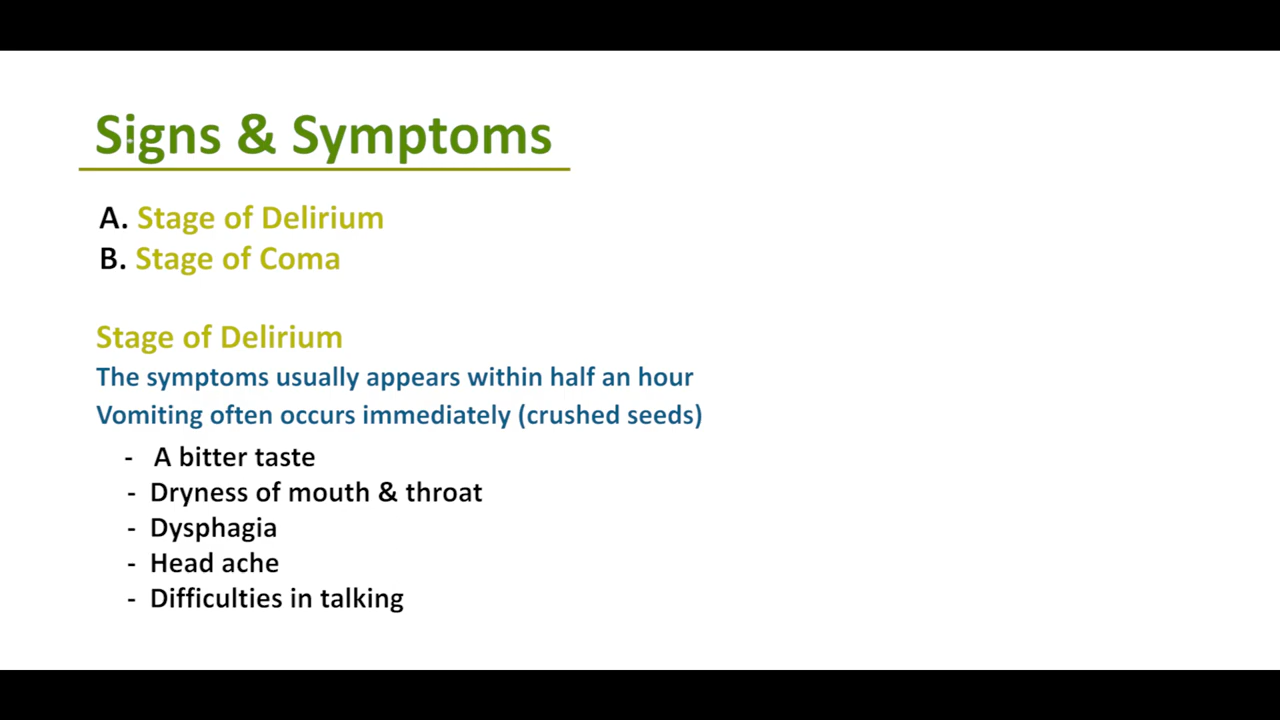 Signs & Symptoms
A. Stage of Delirium
B. Stage of Coma
Stage of Delirium
The symptoms usually appears within half an hour
Vomiting often occurs immediately (crushed seeds)
- A bitter taste
- Dryness of mouth & throat
- Dysphagia
- Head ache
- Difficulties in talking